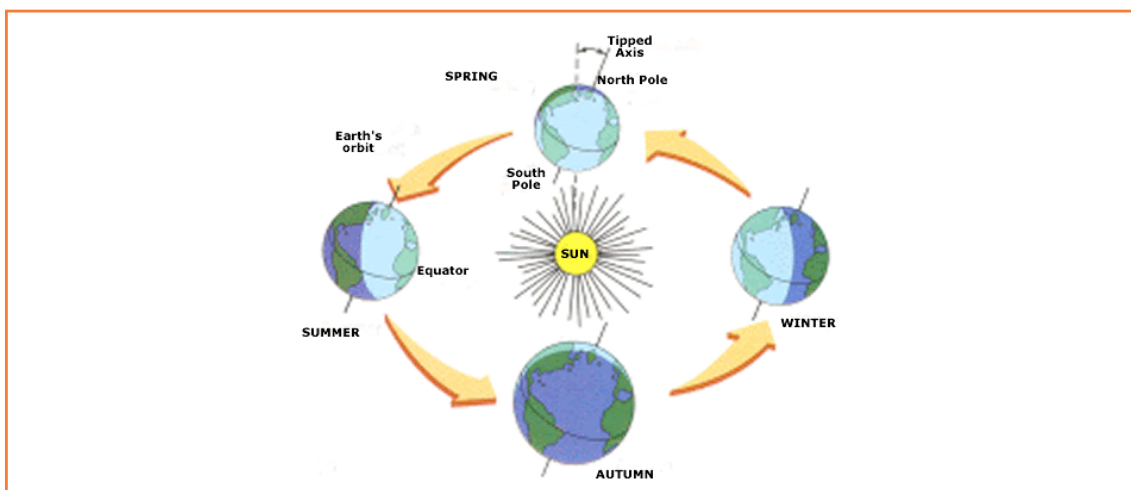 Tipped
Axis
SPRING
North Pole
Earth's
orbit
South
Pole
SUN
Equator
SUMMER
WINTER
AUTUMN